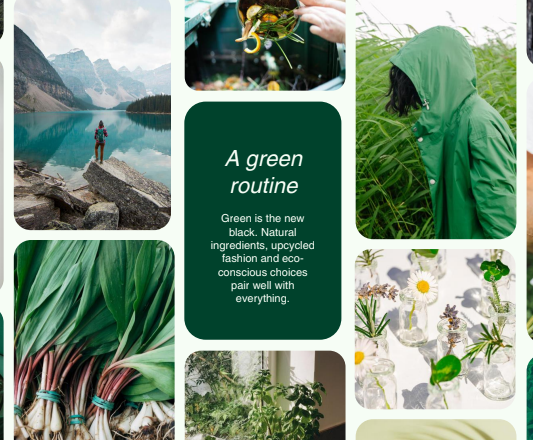 A green
routine
Green is the new
black. Natural
ingredients, upcycled
fashion and eco-
conscious choices
pair well with
everything.